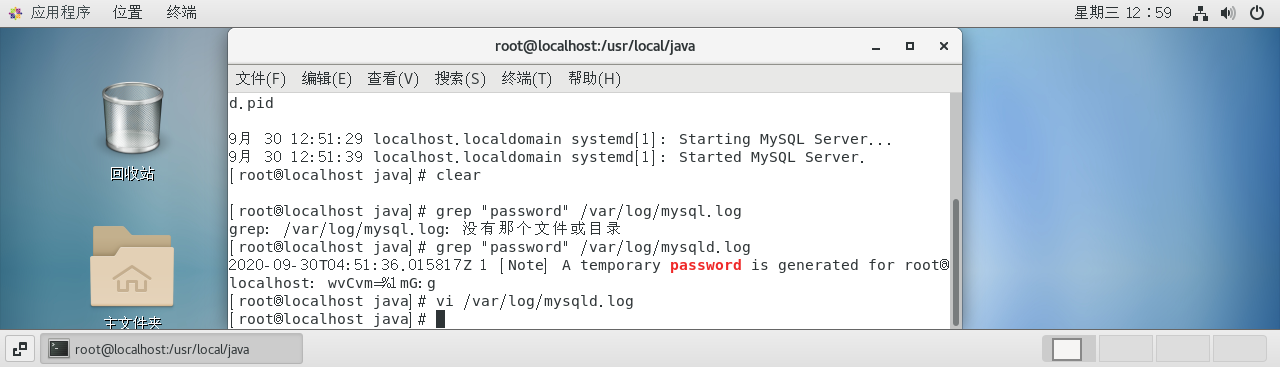 应用程序 位置 终端 星期三 12：59
root@localhost:/usr/local/java
文件(F) 编辑(E) 查看(V) 搜索(S) 终端(T) 帮助(H)
d.pid
9月 30 12:51:29 localhost.localdomain systemd[1]: Starting MySQL Server...
9月 30 12:51:39 localhost.localdomain systemd[1]: Started MySQL Server.
[root@localhost java]# clear
[root@localhost java]# grep "password" /var/log/mysql.log
grep: /var/log/mysql.log: 没有那个文件或目录
[root@localhost java]# grep "password" /var/log/mysqld.log
2020-09-30T04:51:36.015817Z 1 [Note] A temporary password is generated for root@
localhost: wvCvm=%1mG:g
[root@localhost java]# vi /var/log/mysqld.log
[root@localhost java]#
回收站
主文件夹
root@localhost:/usr/local/java